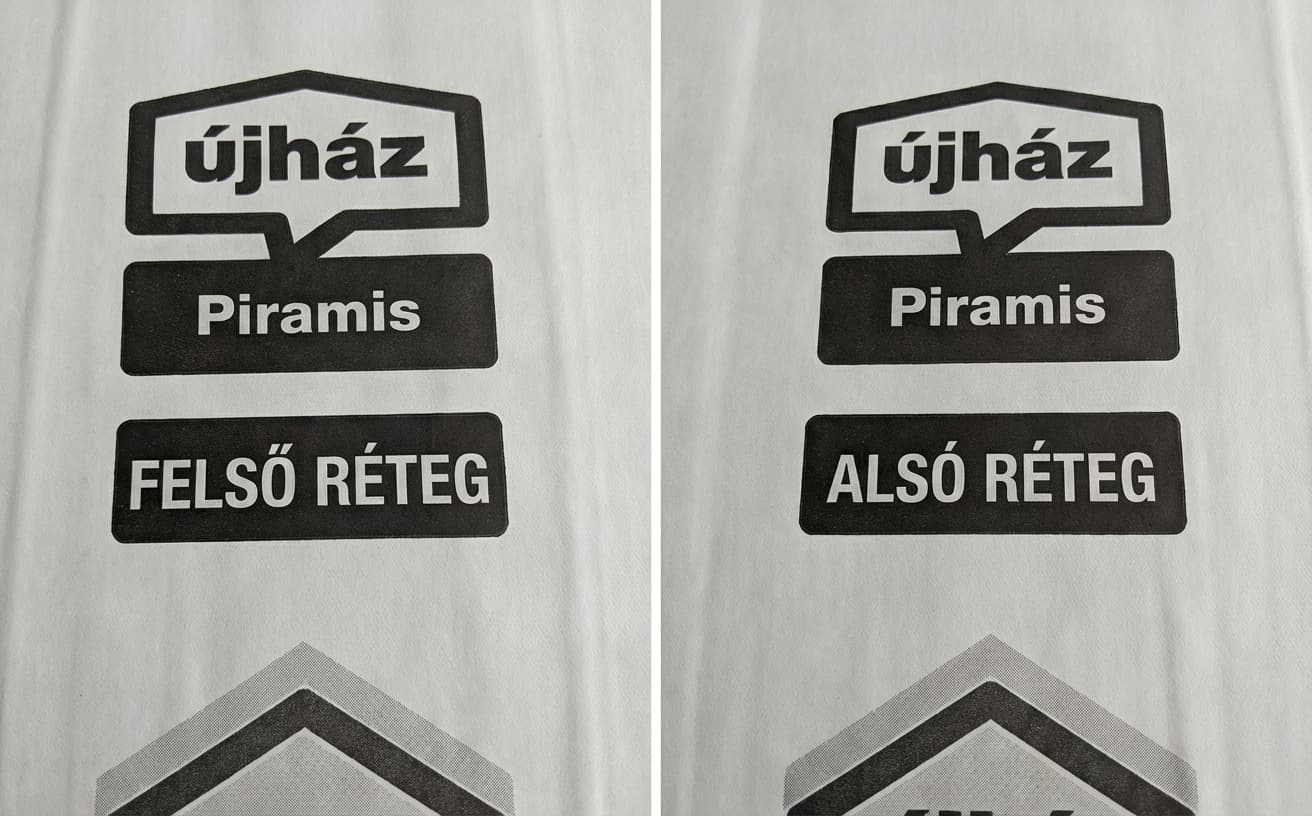 újház
Piramis
FELSŐ RÉTEG
újház
Piramis
ALSÓ RÉTEG